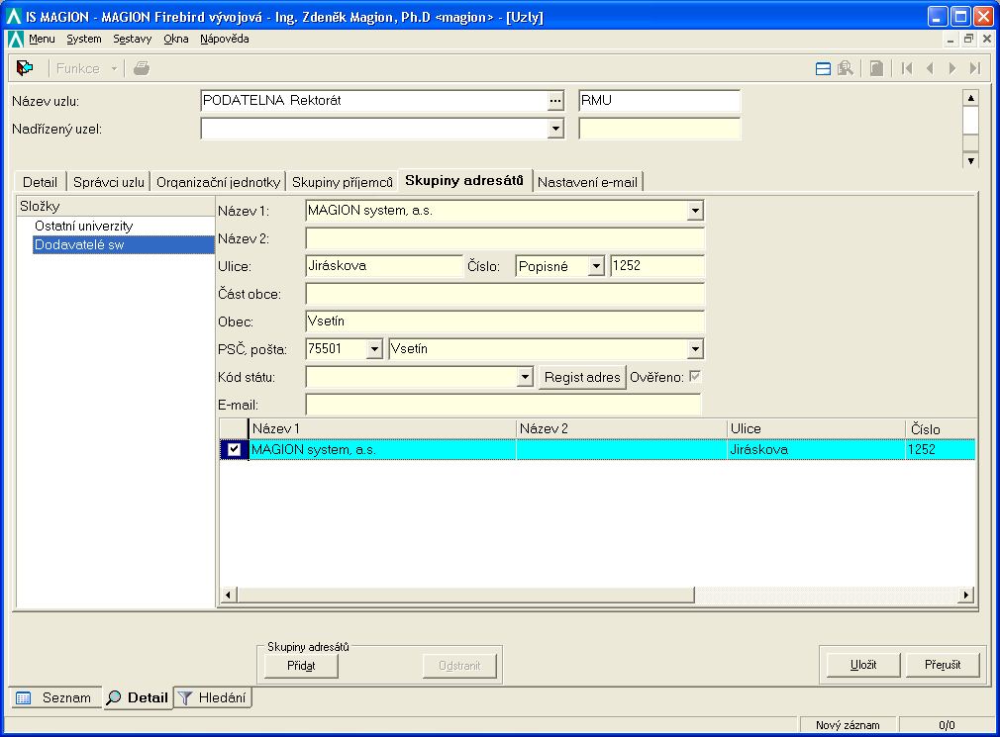 IS MAGION - MAGION Firebird vývojová - Ing. Zdeněk Magion, Ph.D <magion> - [Uzly]
Menu System Sestavy Okna Nápověda
Funkce
Název uzlu: PODATELNA Rektorát ... RMU
Nadřízený uzel:
Detail Správci uzlu Organizační jednotky Skupiny příjemců Skupiny adresátů Nastavení e-mail
Složky
Ostatní univerzity
Dodavatelé sw
Název 1: MAGION system, a.s.
Název 2:
Ulice: Jiráskova Číslo: Popisné 1252
Část obce:
Obec: Vsetín
PSČ, pošta: 75501 Vsetín
Kód státu: Regist adres Ověřeno:
E-mail:
Název 1 Název 2 Ulice Číslo
MAGION system, a.s. Jiráskova 1252
Skupiny adresátů
Přidat Odstranit Uložit Přerušit
Seznam Detail Hledání
Nový záznam 0/0